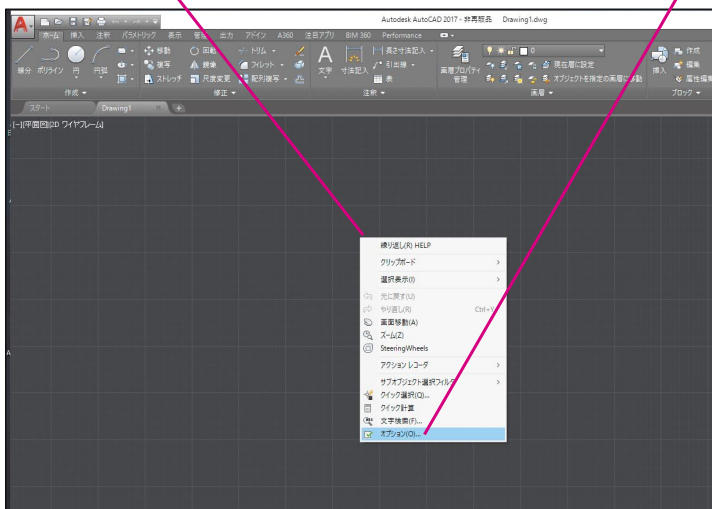 Autodesk AutoCAD 2017 - 非再販品 Drawing1.dwg
ホーム 挿入 注釈 パラメトリック 表示 管理 出力 アドイン A360 注目アプリ BIM 360 Performance
線分 ポリライン 円 円弧
移動 回転 トリム
複写 鏡像 フィレット
ストレッチ 尺度変更 配列複写
文字 寸法記入
長さ寸法記入
引出線
表
画層プロパティ管理
0
現在層に設定
オブジェクトを指定の画層に移動
挿入
作成
編集
属性編集
作成 修正 注釈 画層 ブロック
スタート Drawing1
[-][平面図][2D ワイヤフレーム]
繰り返し(R) HELP
クリップボード
選択表示(I)
元に戻す(U)
やり直し(R) Ctrl+Y
画面移動(A)
ズーム(Z)
SteeringWheels
アクション レコーダ
サブオブジェクト選択フィルタ
クイック選択(Q)...
クイック計算
文字検索(F)...
オプション(O)...